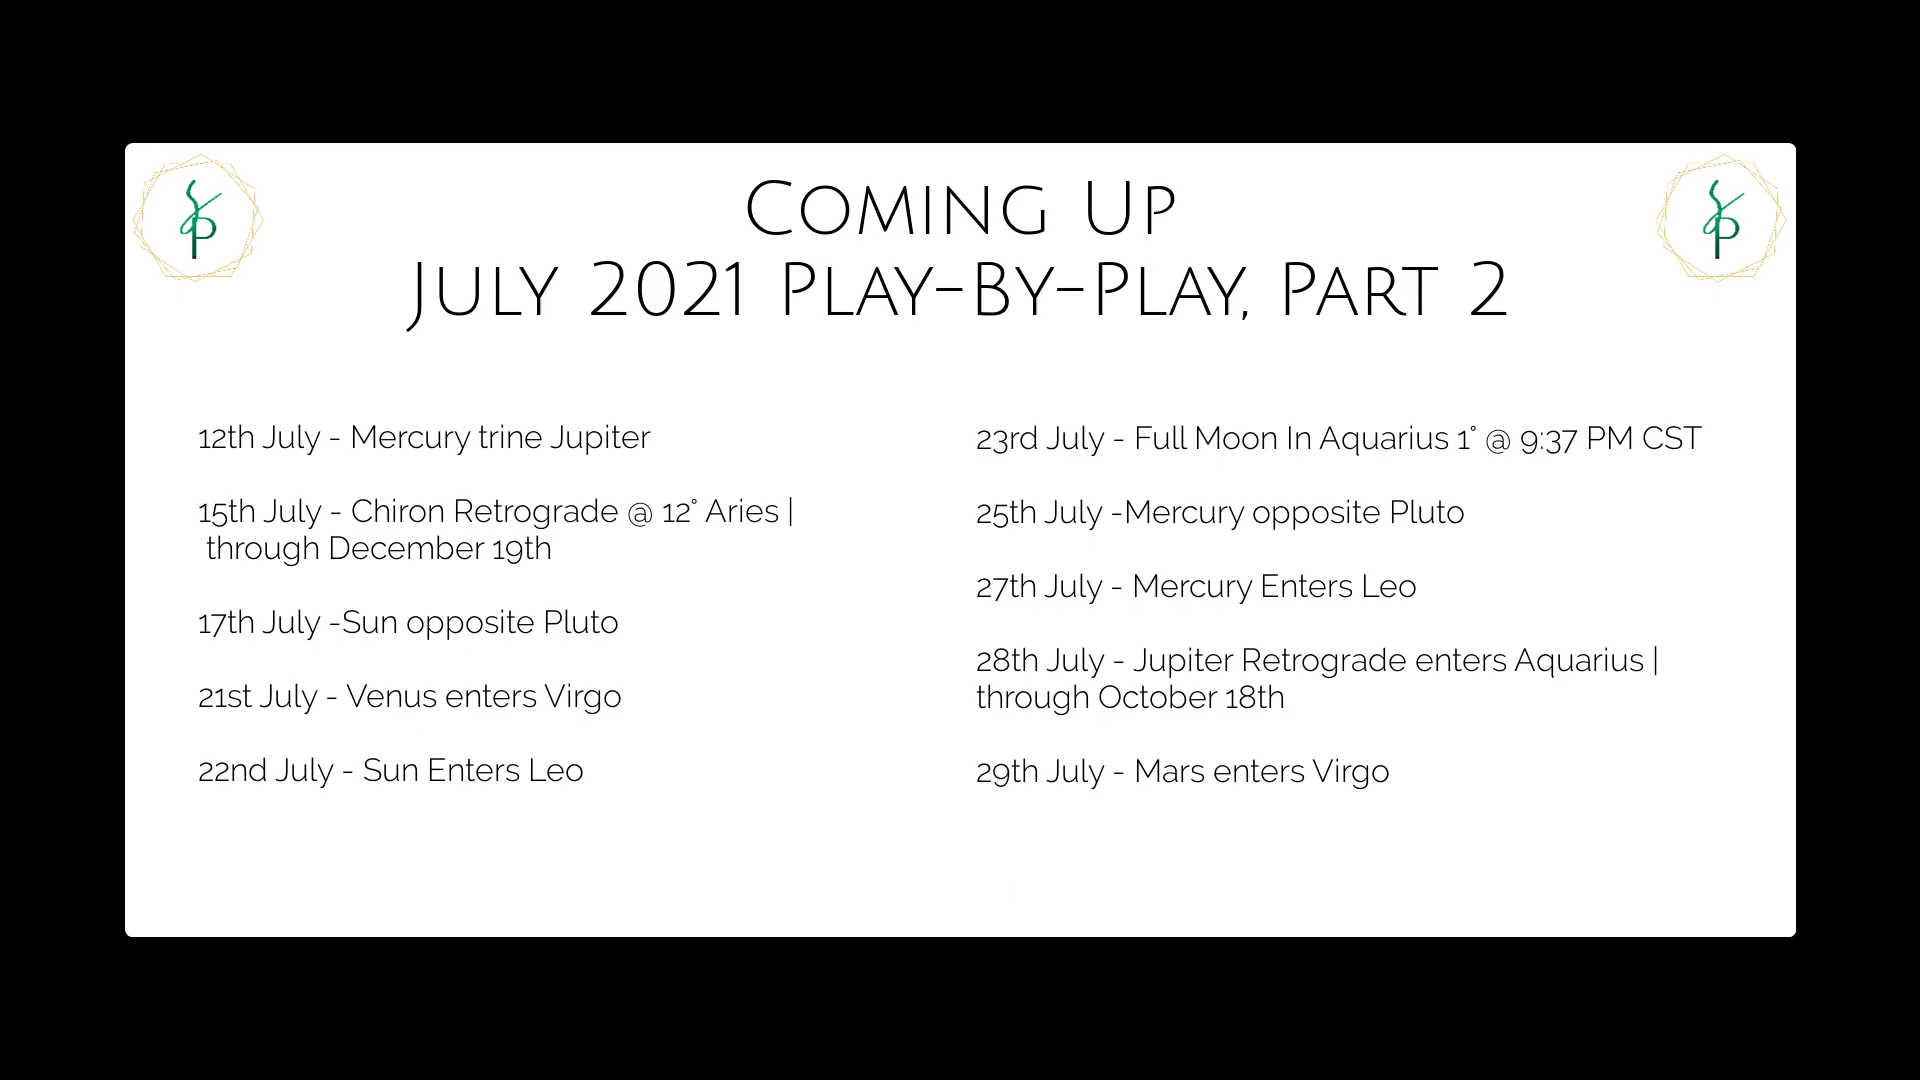 Coming Up
July 2021 Play-By-Play, Part 2
12th July - Mercury trine Jupiter
15th July - Chiron Retrograde @ 12° Aries |
through December 19th
17th July -Sun opposite Pluto
21st July - Venus enters Virgo
22nd July - Sun Enters Leo
23rd July - Full Moon In Aquarius 1° @ 9:37 PM CST
25th July -Mercury opposite Pluto
27th July - Mercury Enters Leo
28th July - Jupiter Retrograde enters Aquarius |
through October 18th
29th July - Mars enters Virgo